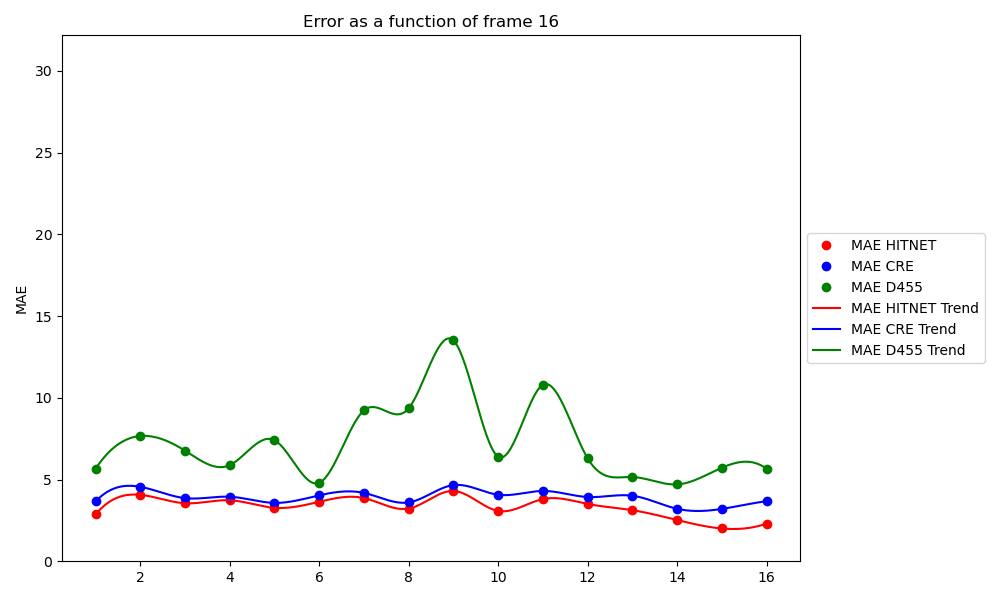 Error as a function of frame 16
MAE
30
25
20
15
10
5
0
2 4 6 8 10 12 14 16
MAE HITNET
MAE CRE
MAE D455
MAE HITNET Trend
MAE CRE Trend
MAE D455 Trend